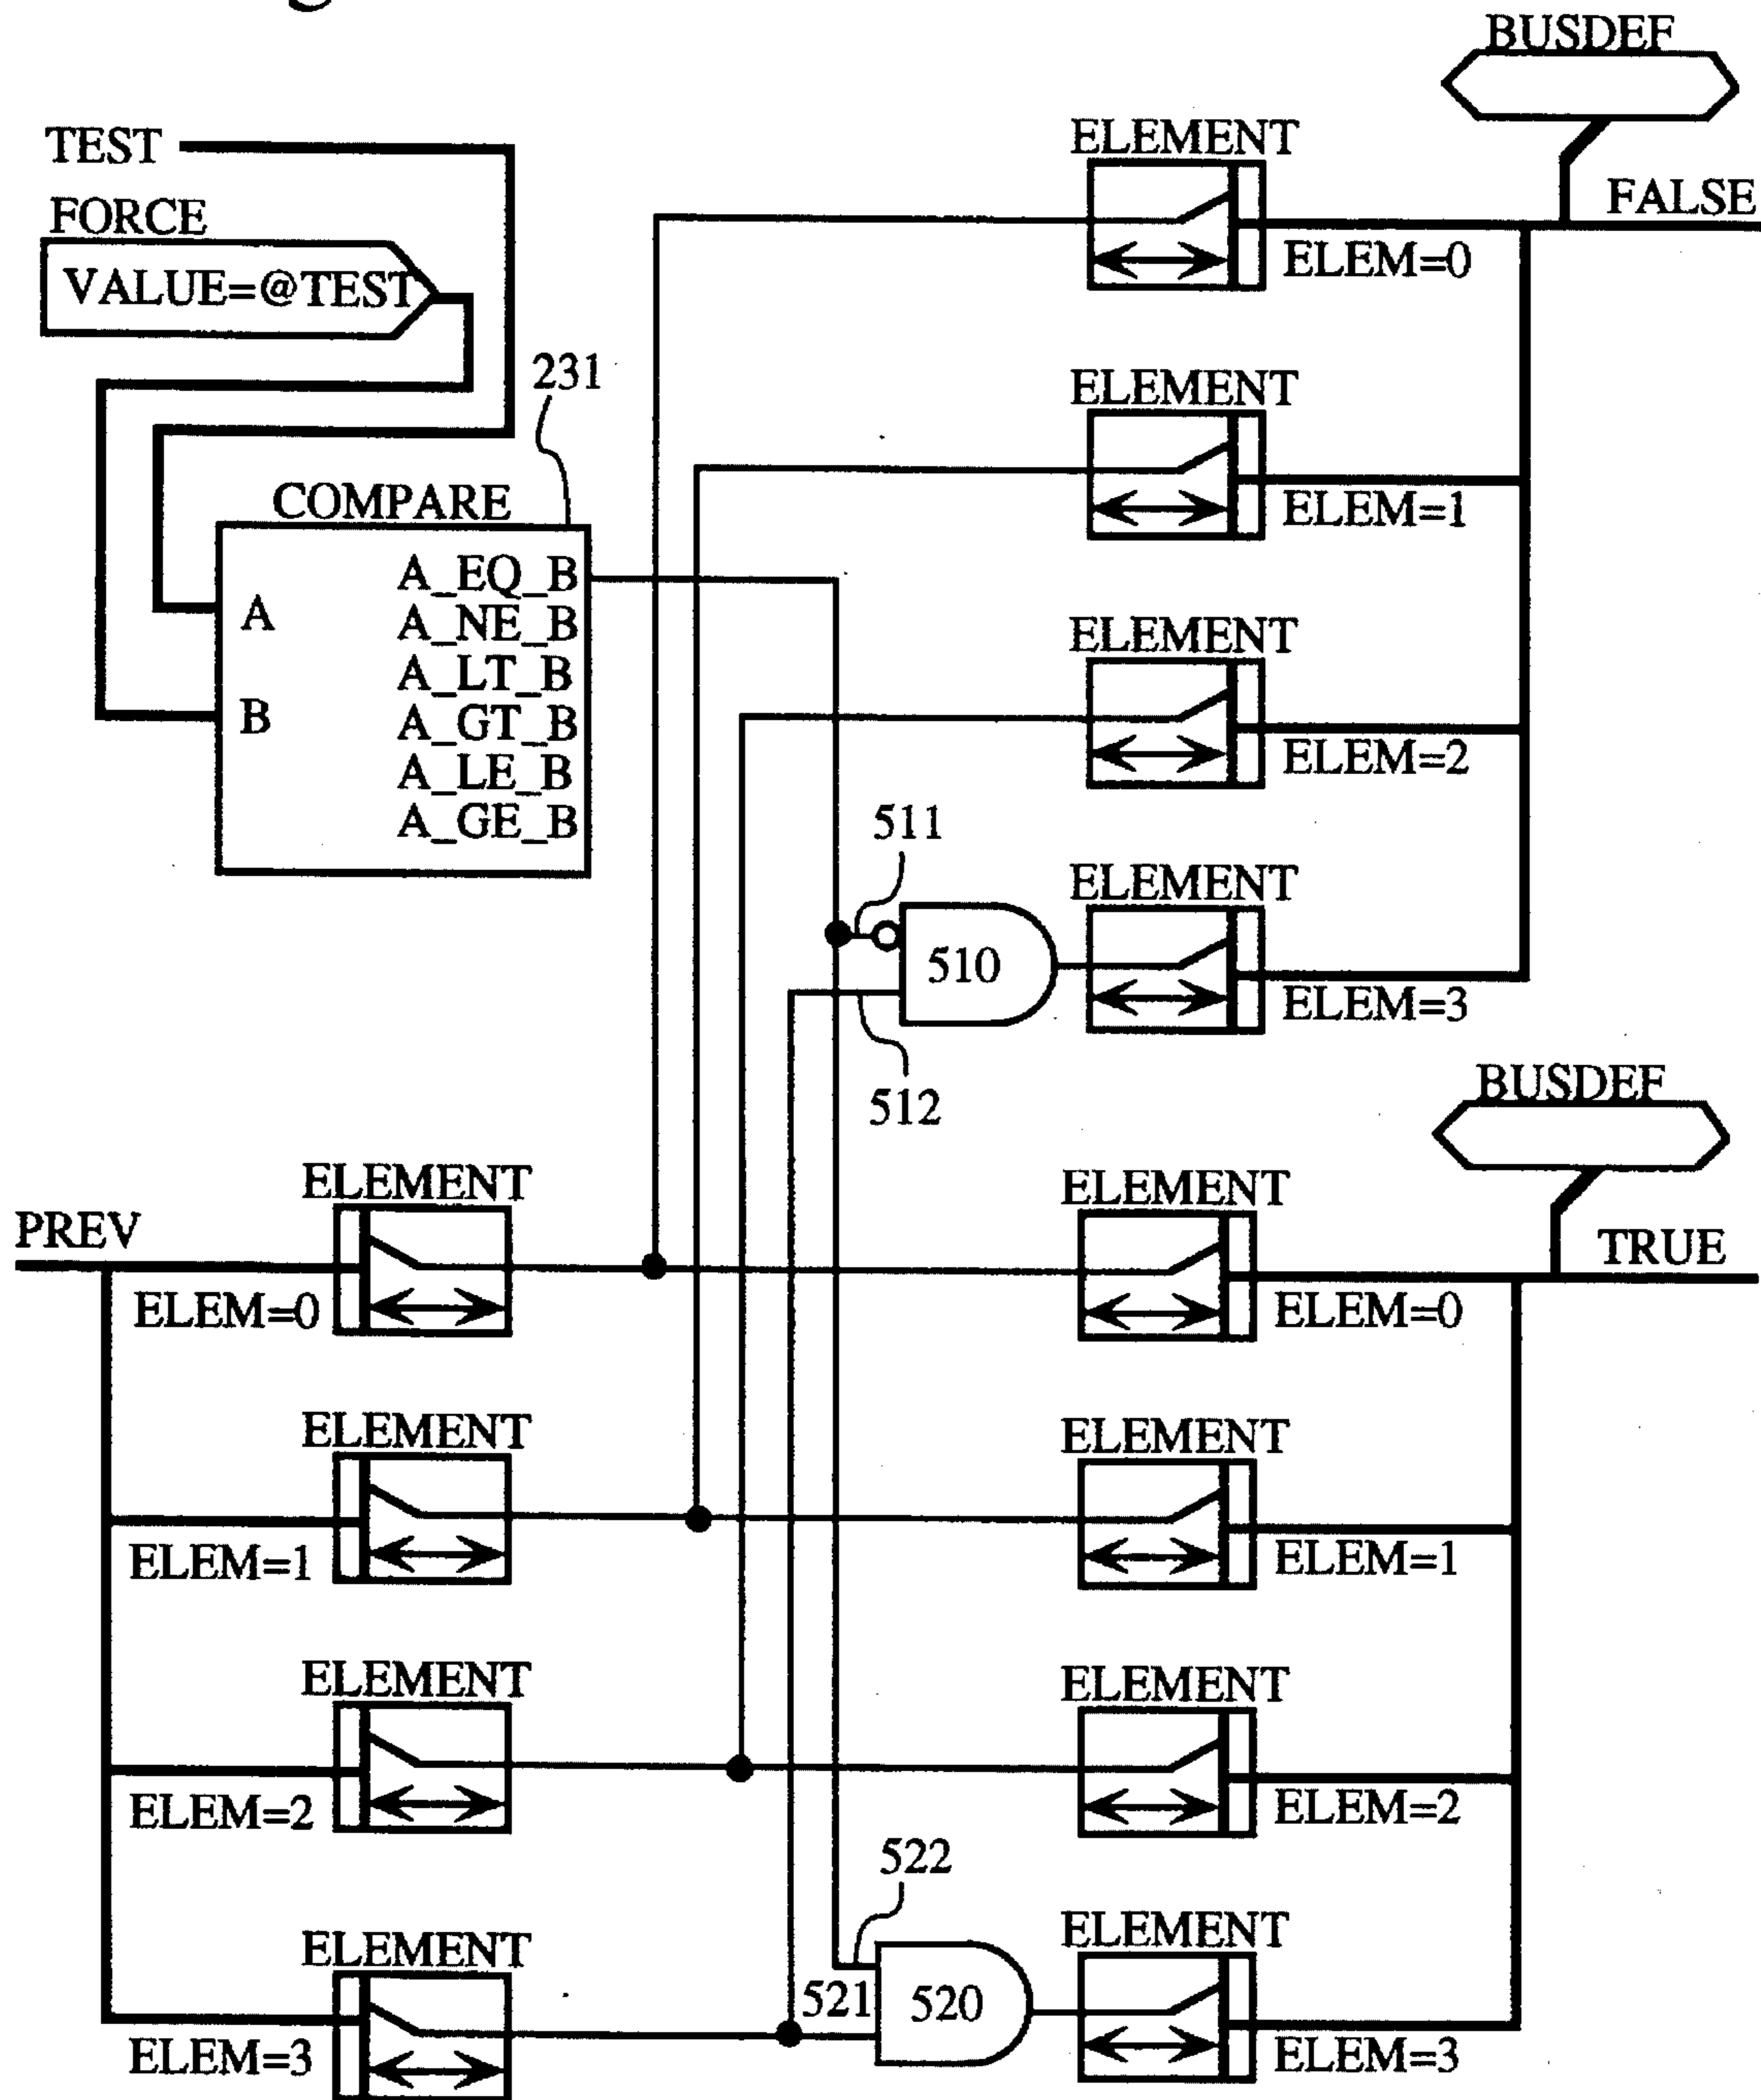 BUSDEF
TEST
ELEMENT
FORCE
FALSE
VALUE=@TEST
ELEM=0
231
ELEMENT
COMPARE
ELEM=1
A_EQ_B
A
A_NE_B
ELEMENT
A_LT_B
B
A_GT_B
ELEM=2
A_LE_B
A_GE_B
511
ELEMENT
510
ELEM=3
512
BUSDEF
ELEMENT
ELEMENT
PREV
TRUE
ELEM=0
ELEM=0
ELEMENT
ELEMENT
ELEM=1
ELEM=1
ELEMENT
ELEMENT
ELEM=2
ELEM=2
522
ELEMENT
ELEMENT
521
520
ELEM=3
ELEM=3